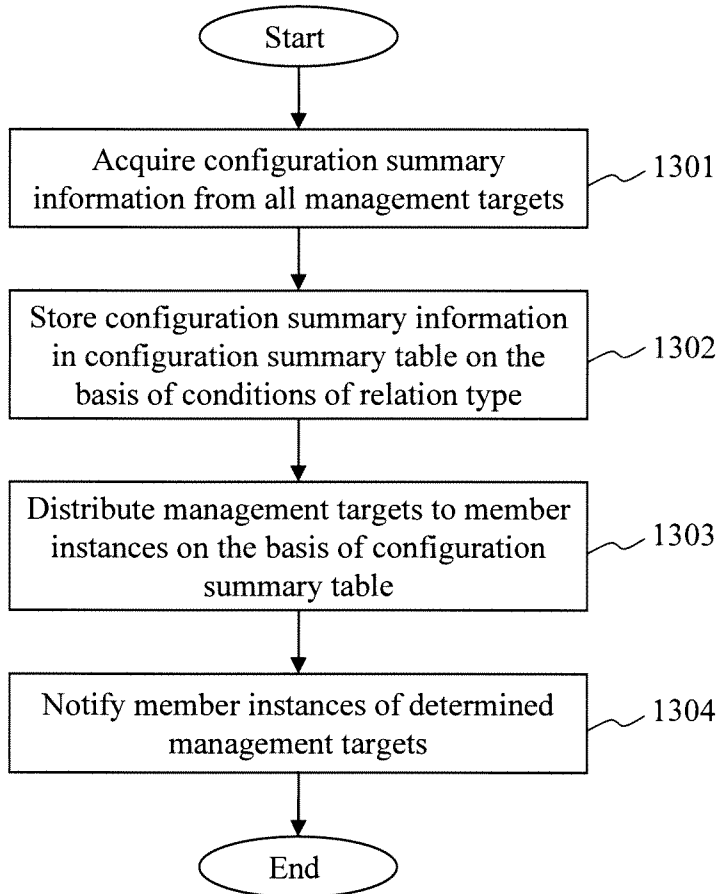 Start
Acquire configuration summary
information from all management targets
1301
Store configuration summary information
in configuration summary table on the
basis of conditions of relation type
1302
Distribute management targets to member
instances on the basis of configuration
summary table
1303
Notify member instances of determined
management targets
1304
End